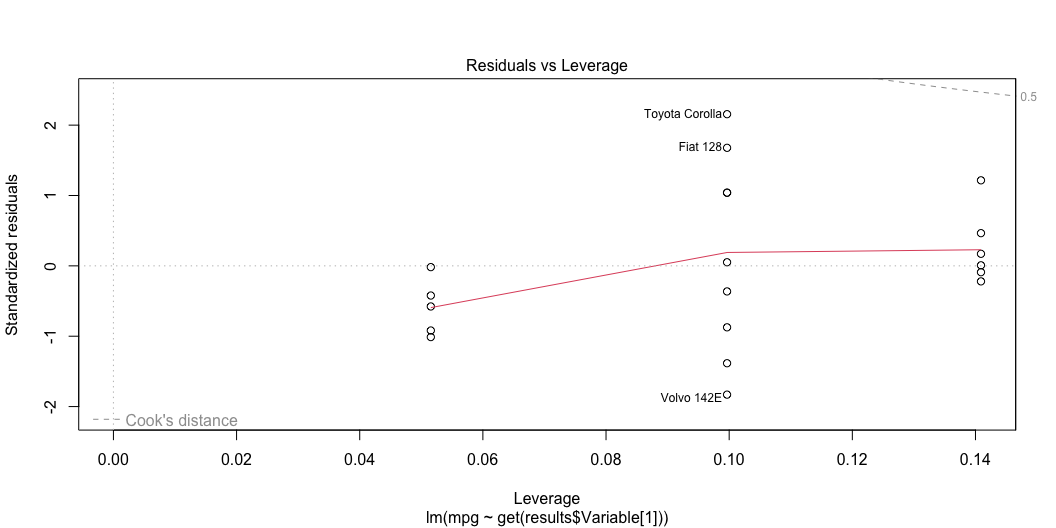 Residuals vs Leverage
0.5
Toyota Corolla
Fiat 128
Volvo 142E
Cook's distance
Standardized residuals
2
1
0
-1
-2
0.00 0.02 0.04 0.06 0.08 0.10 0.12 0.14
Leverage
lm(mpg ~ get(results$Variable[1]))